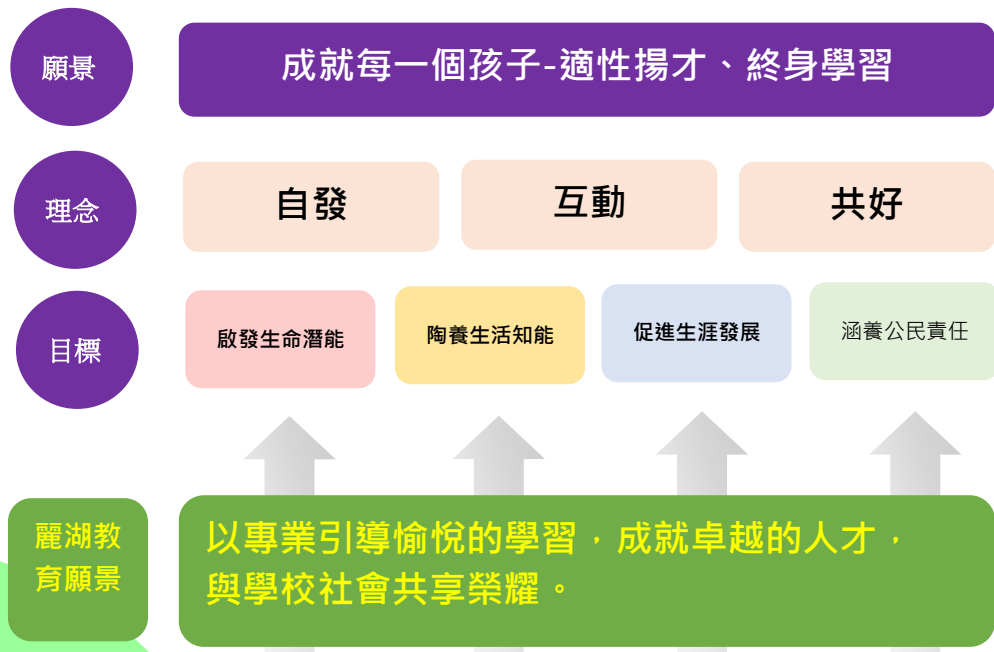 願景
成就每一個孩子-適性揚才、終身學習
理念
自發
互動
共好
目標
啟發生命潛能
陶養生活知能
促進生涯發展
涵養公民責任
麗湖教
育願景
以專業引導愉悅的學習，成就卓越的人才，
與學校社會共享榮耀。